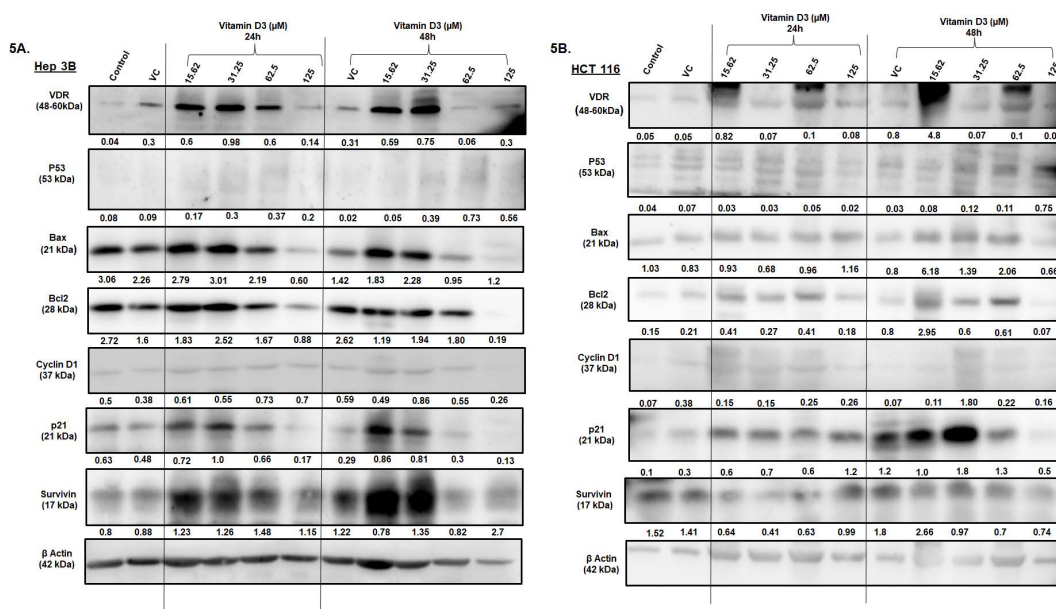 5A.
Hep 3B
Vitamin D3 (µM)
24h
Vitamin D3 (µM)
48h
Control VC 15.62 31.25 62.5 125 VC 15.62 31.25 62.5 125
VDR
(48-60kDa)
0.04 0.3 0.6 0.98 0.6 0.14 0.31 0.59 0.75 0.06 0.3
P53
(53 kDa)
0.08 0.09 0.17 0.3 0.37 0.2 0.02 0.05 0.39 0.73 0.56
Bax
(21 kDa)
3.06 2.26 2.79 3.01 2.19 0.60 1.42 1.83 2.28 0.95 1.2
Bcl2
(28 kDa)
2.72 1.6 1.83 2.52 1.67 0.88 2.62 1.19 1.94 1.80 0.19
Cyclin D1
(37 kDa)
0.5 0.38 0.61 0.55 0.73 0.7 0.59 0.49 0.86 0.55 0.26
p21
(21 kDa)
0.63 0.48 0.72 1.0 0.66 0.17 0.29 0.86 0.81 0.3 0.13
Survivin
(17 kDa)
0.8 0.88 1.23 1.26 1.48 1.15 1.22 0.78 1.35 0.82 2.7
β Actin
(42 kDa)
5B.
HCT 116
Vitamin D3 (µM)
24h
Vitamin D3 (µM)
48h
Control VC 15.62 31.25 62.5 125 VC 15.62 31.25 62.5
VDR
(48-60kDa)
0.05 0.05 0.82 0.07 0.1 0.08 0.8 4.8 0.07 0.1
P53
(53 kDa)
0.04 0.07 0.03 0.03 0.05 0.02 0.03 0.08 0.12 0.11 0.75
Bax
(21 kDa)
1.03 0.83 0.93 0.68 0.96 1.16 0.8 6.18 1.39 2.06 0.66
Bcl2
(28 kDa)
0.15 0.21 0.41 0.27 0.41 0.18 0.8 2.95 0.6 0.61 0.07
Cyclin D1
(37 kDa)
0.07 0.38 0.15 0.15 0.25 0.26 0.07 0.11 1.80 0.22 0.16
p21
(21 kDa)
0.1 0.3 0.6 0.7 0.6 1.2 1.2 1.0 1.8 1.3 0.5
Survivin
(17 kDa)
1.52 1.41 0.64 0.41 0.63 0.99 1.8 2.66 0.97 0.7 0.74
β Actin
(42 kDa)